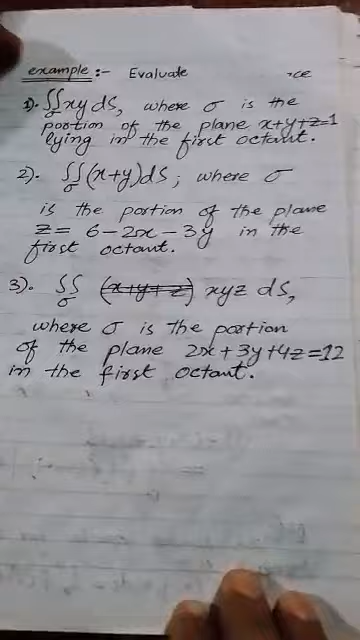 example :- Evaluate
1). ∬σ xy dS, where σ is the
portion of the plane x+y+z=1
lying in the first octant.
2). ∬σ (x+y)dS; where σ
is the portion of the plane
z= 6-2x-3y in the
first octant.
3). ∬σ (x+y+z) xyz dS,
where σ is the portion
of the plane 2x+3y+4z=12
in the first octant.